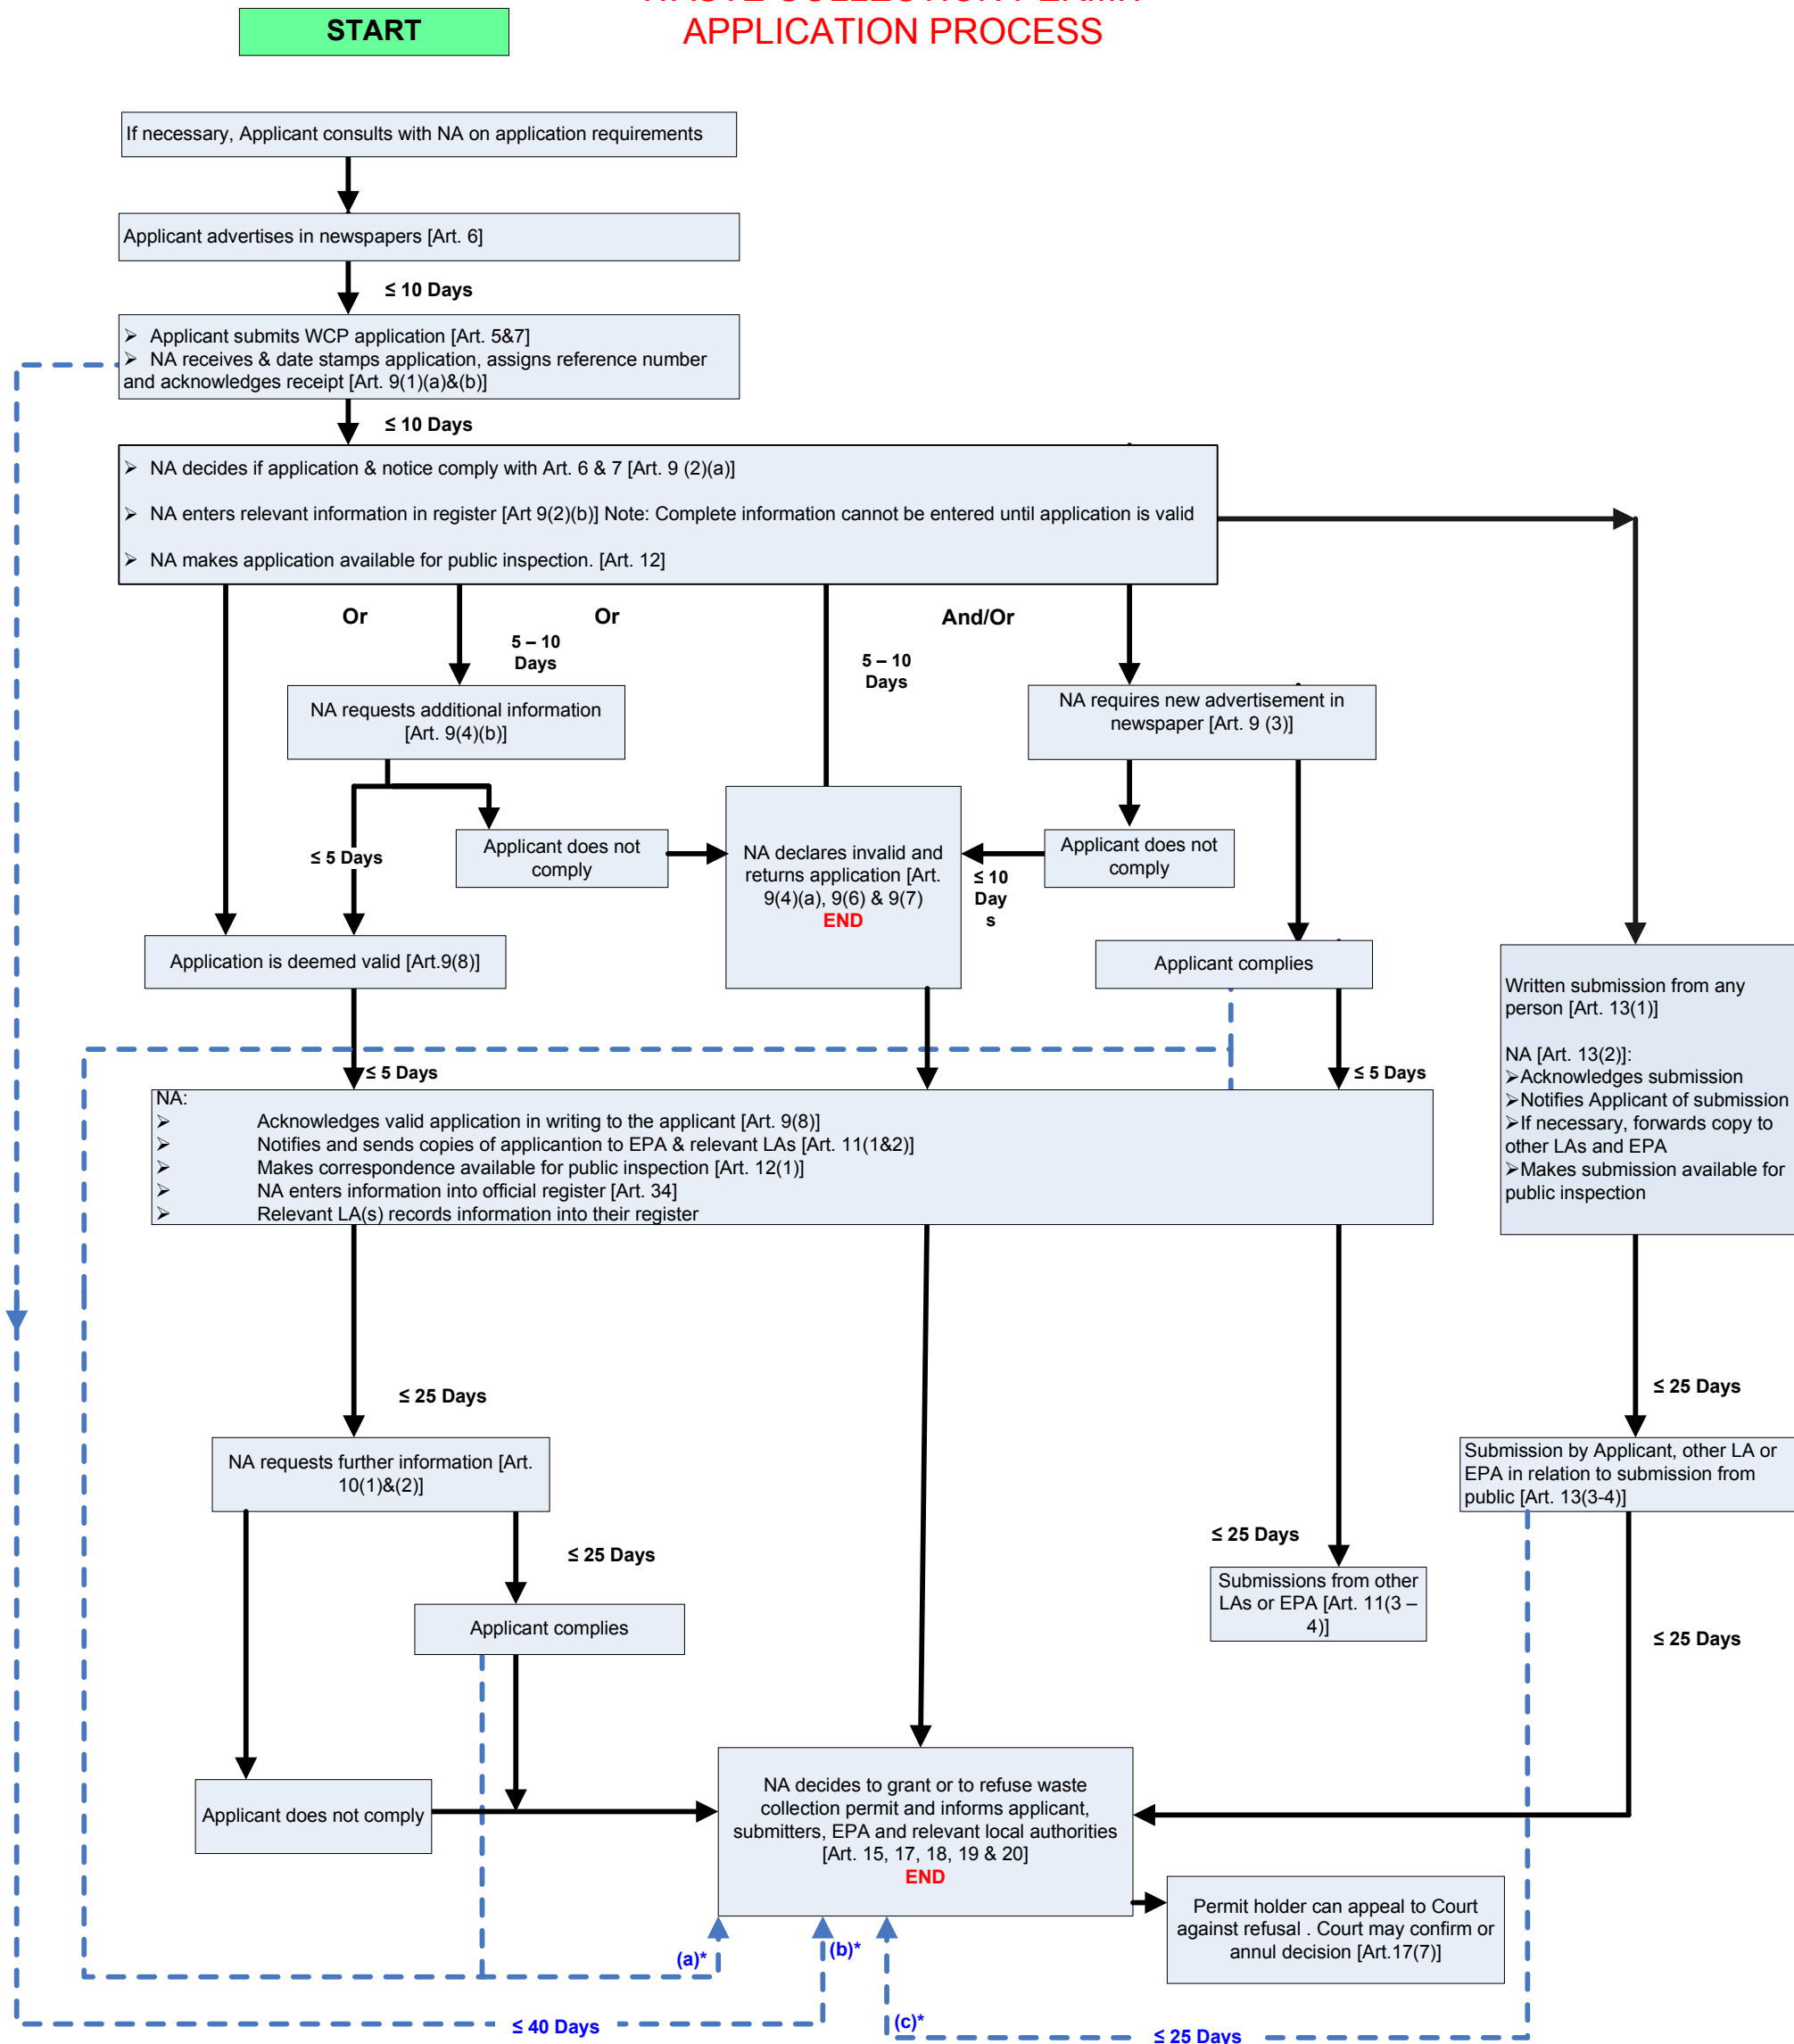 START
APPLICATION PROCESS
If necessary, Applicant consults with NA on application requirements
Applicant advertises in newspapers [Art. 6]
≤ 10 Days
➢ Applicant submits WCP application [Art. 5&7]
➢ NA receives & date stamps application, assigns reference number
and acknowledges receipt [Art. 9(1)(a)&(b)]
≤ 10 Days
➢ NA decides if application & notice comply with Art. 6 & 7 [Art. 9 (2)(a)]
➢ NA enters relevant information in register [Art 9(2)(b)] Note: Complete information cannot be entered until application is valid
➢ NA makes application available for public inspection. [Art. 12]
Or
Or
And/Or
5 – 10
Days
5 – 10
Days
NA requests additional information
[Art. 9(4)(b)]
NA requires new advertisement in
newspaper [Art. 9 (3)]
≤ 5 Days
Applicant does not
comply
NA declares invalid and
returns application [Art.
9(4)(a), 9(6) & 9(7)
END
≤ 10
Day
s
Applicant does not
comply
Application is deemed valid [Art.9(8)]
Applicant complies
Written submission from any
person [Art. 13(1)]
NA [Art. 13(2)]:
➢Acknowledges submission
➢Notifies Applicant of submission
➢If necessary, forwards copy to
other LAs and EPA
➢Makes submission available for
public inspection
≤ 5 Days
≤ 5 Days
NA:
➢ Acknowledges valid application in writing to the applicant [Art. 9(8)]
➢ Notifies and sends copies of applicantion to EPA & relevant LAs [Art. 11(1&2)]
➢ Makes correspondence available for public inspection [Art. 12(1)]
➢ NA enters information into official register [Art. 34]
➢ Relevant LA(s) records information into their register
≤ 25 Days
≤ 25 Days
NA requests further information [Art.
10(1)&(2)]
Submission by Applicant, other LA or
EPA in relation to submission from
public [Art. 13(3-4)]
≤ 25 Days
≤ 25 Days
Submissions from other
LAs or EPA [Art. 11(3 –
4)]
Applicant complies
≤ 25 Days
Applicant does not comply
NA decides to grant or to refuse waste
collection permit and informs applicant,
submitters, EPA and relevant local authorities
[Art. 15, 17, 18, 19 & 20]
END
Permit holder can appeal to Court
against refusal . Court may confirm or
annul decision [Art.17(7)]
(a)*
(b)*
(c)*
≤ 40 Days
≤ 25 Days